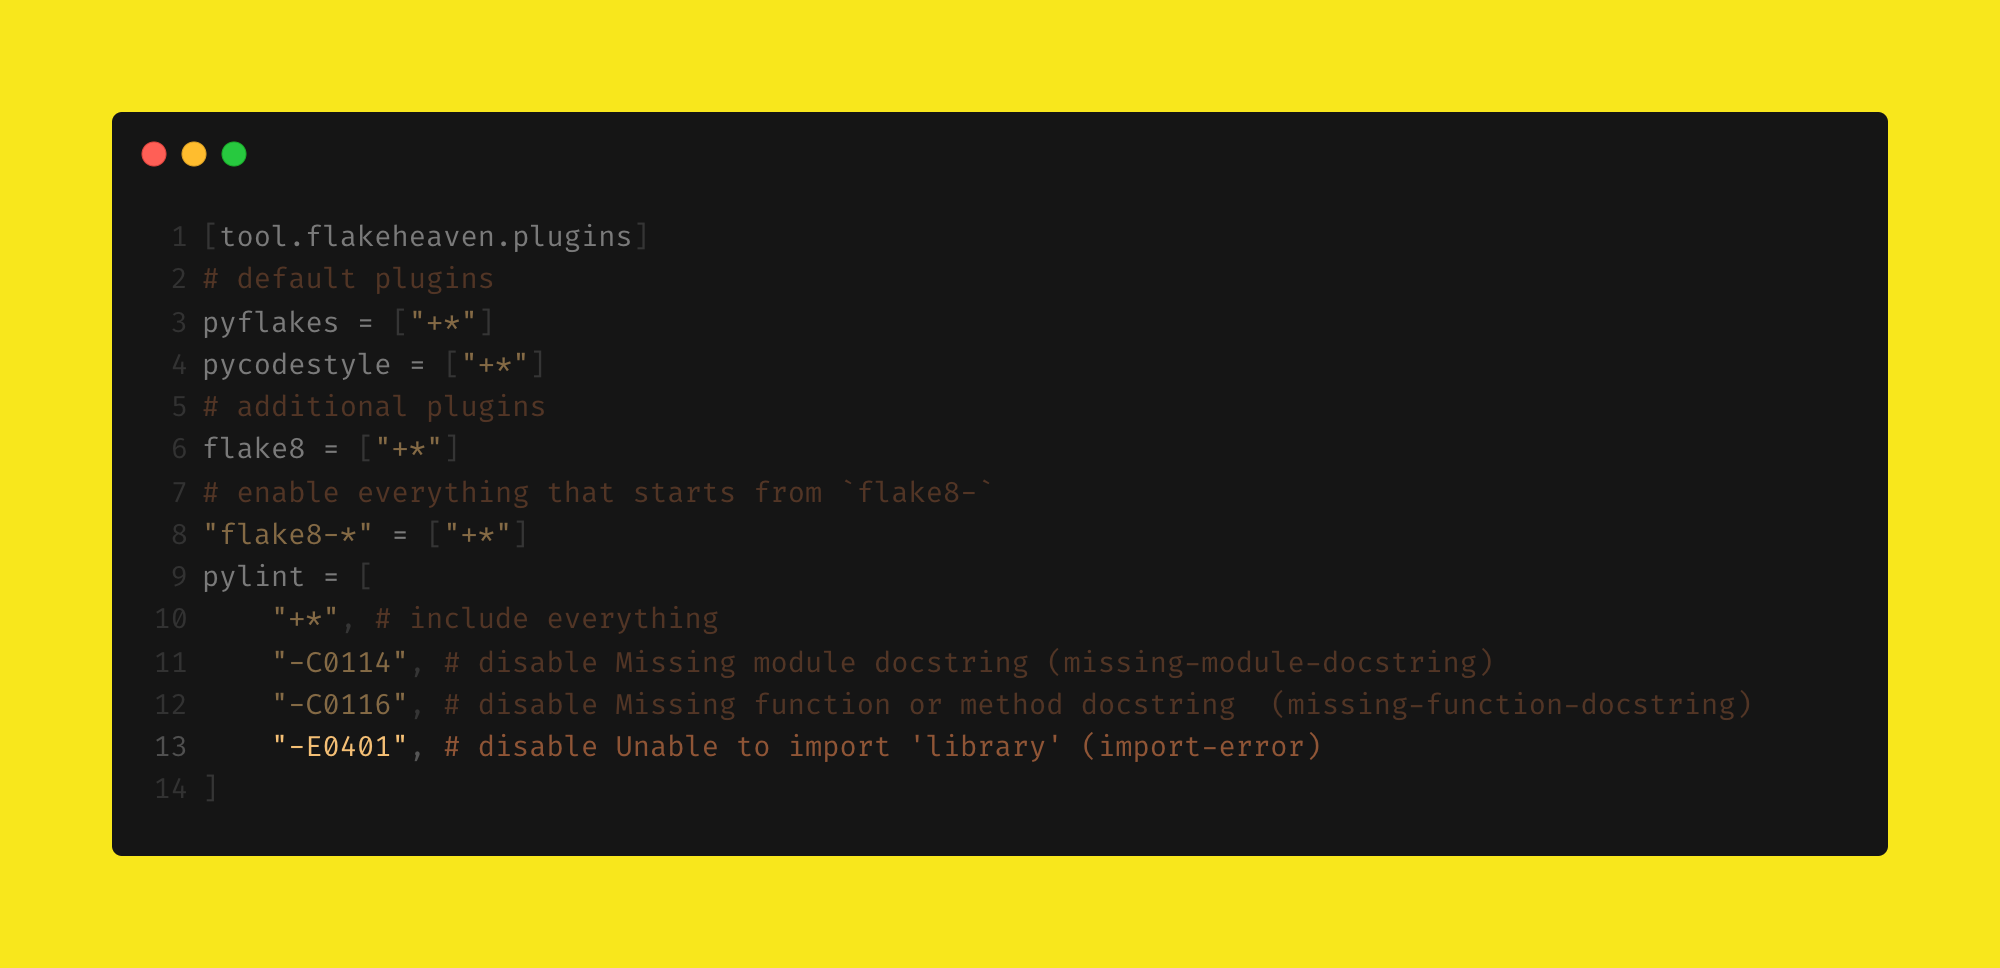 1 [tool.flakeheaven.plugins]
2 # default plugins
3 pyflakes = ["+*"]
4 pycodestyle = ["+*"]
5 # additional plugins
6 flake8 = ["+*"]
7 # enable everything that starts from `flake8-`
8 "flake8-*" = ["+*"]
9 pylint = [
10     "+*", # include everything
11     "-C0114", # disable Missing module docstring (missing-module-docstring)
12     "-C0116", # disable Missing function or method docstring  (missing-function-docstring)
13     "-E0401", # disable Unable to import 'library' (import-error)
14 ]